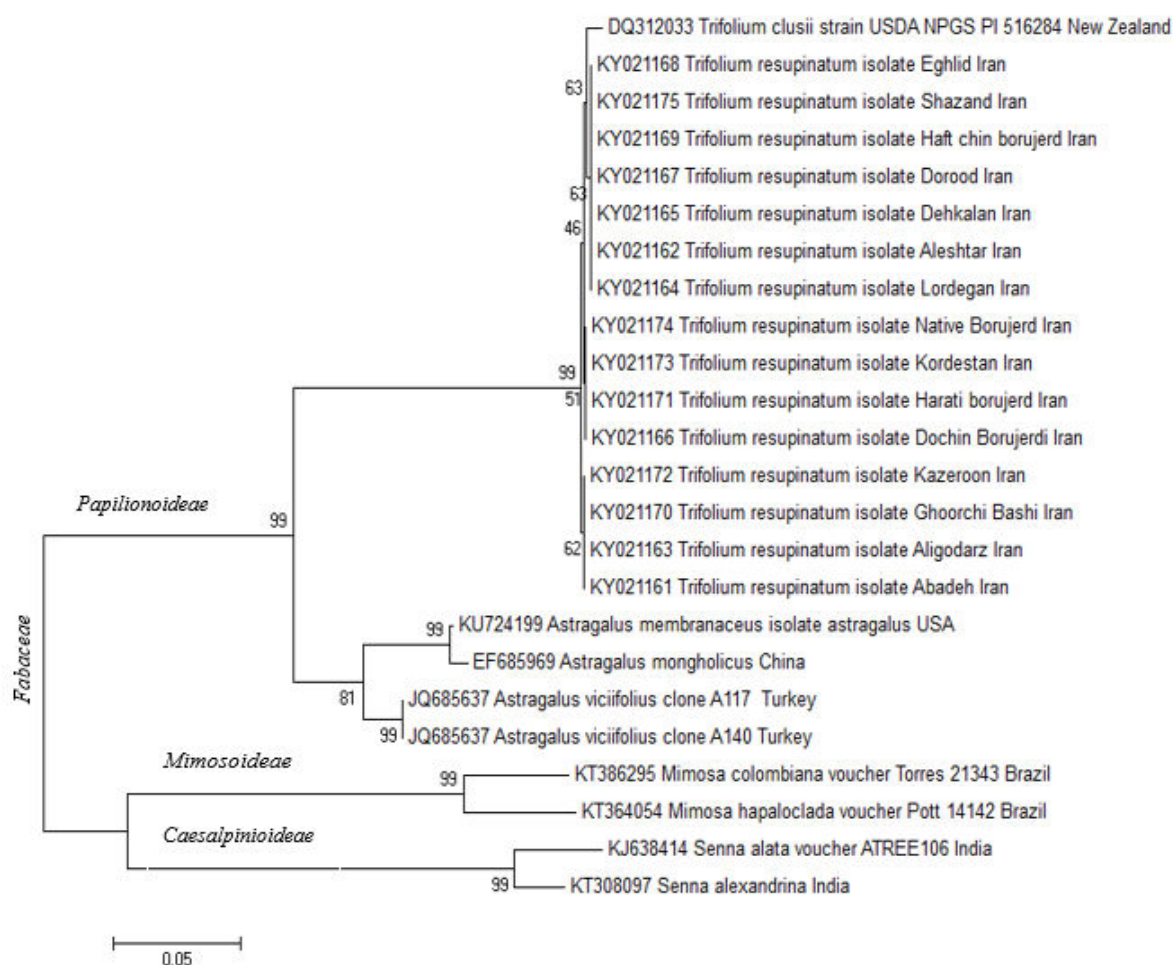 DQ312033 Trifolium clusii strain USDA NPGS PI 516284 New Zealand
KY021168 Trifolium resupinatum isolate Eghlid Iran
63
KY021175 Trifolium resupinatum isolate Shazand Iran
KY021169 Trifolium resupinatum isolate Haft chin borujerd Iran
KY021167 Trifolium resupinatum isolate Dorood Iran
63
KY021165 Trifolium resupinatum isolate Dehkalan Iran
46
KY021162 Trifolium resupinatum isolate Aleshtar Iran
KY021164 Trifolium resupinatum isolate Lordegan Iran
KY021174 Trifolium resupinatum isolate Native Borujerd Iran
KY021173 Trifolium resupinatum isolate Kordestan Iran
99
51
KY021171 Trifolium resupinatum isolate Harati borujerd Iran
KY021166 Trifolium resupinatum isolate Dochin Borujerdi Iran
KY021172 Trifolium resupinatum isolate Kazeroon Iran
Papilionoideae
99
KY021170 Trifolium resupinatum isolate Ghoorchi Bashi Iran
62
KY021163 Trifolium resupinatum isolate Aligodarz Iran
KY021161 Trifolium resupinatum isolate Abadeh Iran
Fabaceae
99
KU724199 Astragalus membranaceus isolate astragalus USA
EF685969 Astragalus mongholicus China
81
JQ685637 Astragalus viciifolius clone A117 Turkey
99
JQ685637 Astragalus viciifolius clone A140 Turkey
Mimosoideae
99
KT386295 Mimosa colombiana voucher Torres 21343 Brazil
KT364054 Mimosa hapaloclada voucher Pott 14142 Brazil
Caesalpinioideae
KJ638414 Senna alata voucher ATREE106 India
99
KT308097 Senna alexandrina India
0.05